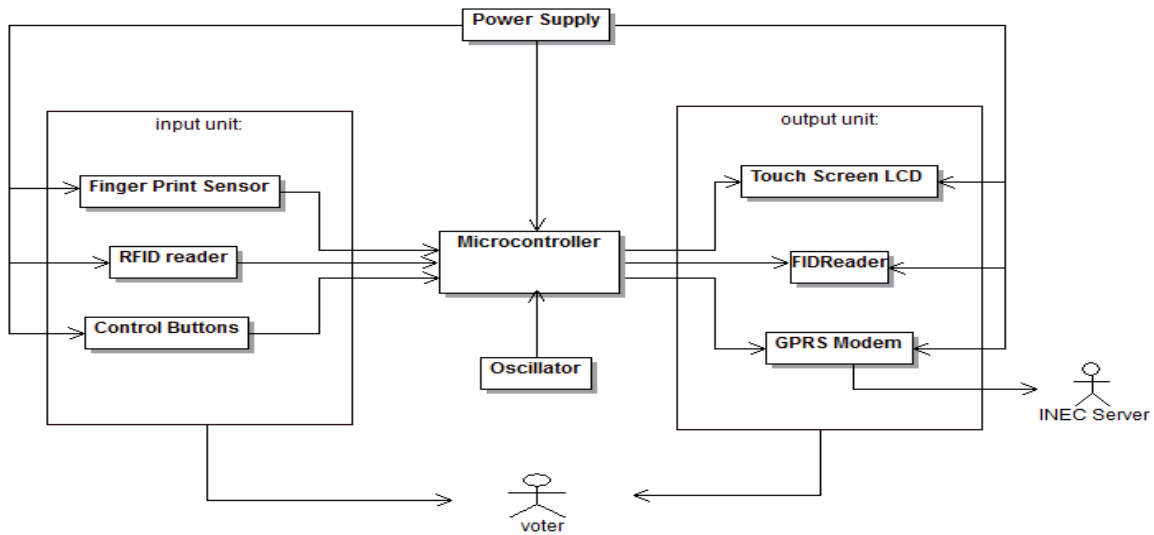 Power Supply
input unit:
output unit:
Finger Print Sensor
Touch Screen LCD
Microcontroller
RFID reader
FIDReader
Control Buttons
GPRS Modem
Oscillator
INEC Server
voter